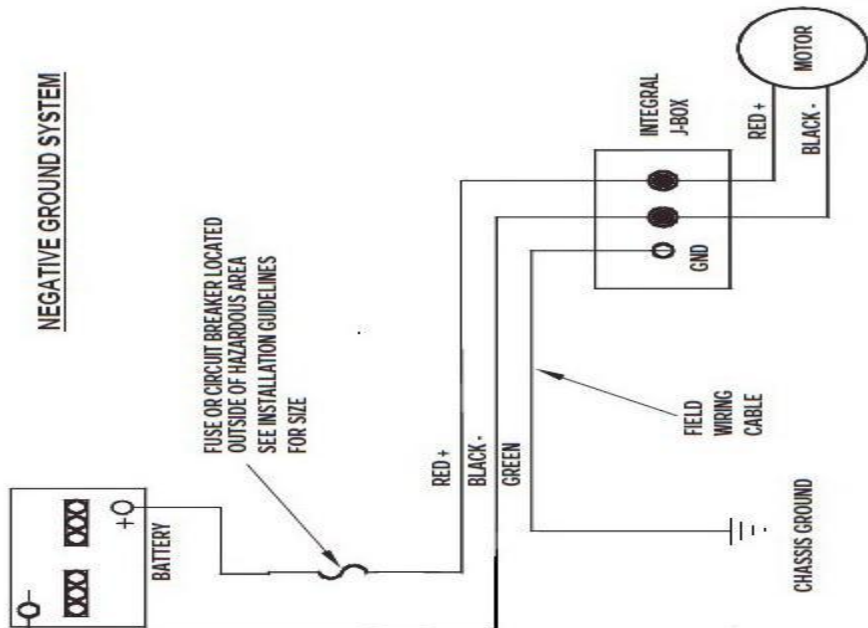 NEGATIVE GROUND SYSTEM
FUSE OR CIRCUIT BREAKER LOCATED
OUTSIDE OF HAZARDOUS AREA
SEE INSTALLATION GUIDELINES
FOR SIZE
BATTERY
+
-
RED +
BLACK -
GREEN
INTEGRAL
J-BOX
GND
RED +
BLACK -
MOTOR
FIELD
WIRING
CABLE
CHASSIS GROUND